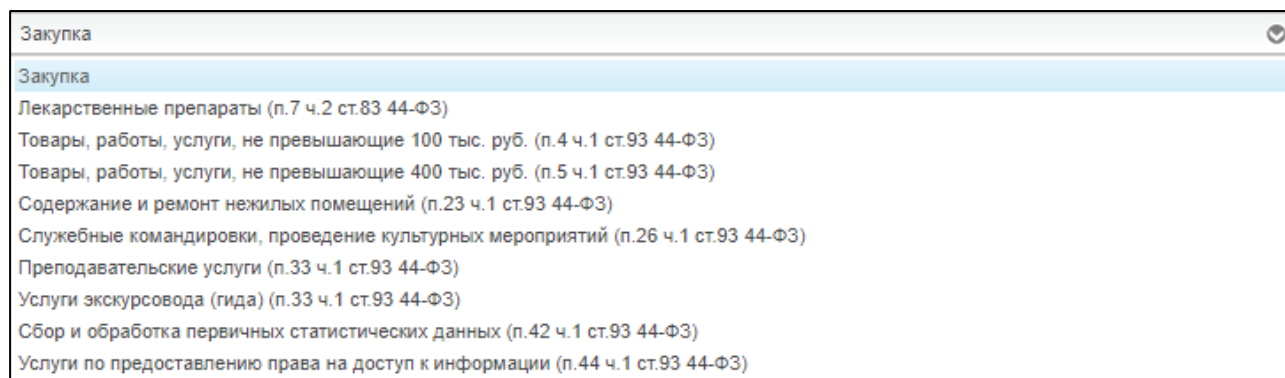 Закупка
Закупка
Лекарственные препараты (п.7 ч.2 ст.83 44-ФЗ)
Товары, работы, услуги, не превышающие 100 тыс. руб. (п.4 ч.1 ст.93 44-ФЗ)
Товары, работы, услуги, не превышающие 400 тыс. руб. (п.5 ч.1 ст.93 44-ФЗ)
Содержание и ремонт нежилых помещений (п.23 ч.1 ст.93 44-ФЗ)
Служебные командировки, проведение культурных мероприятий (п.26 ч.1 ст.93 44-ФЗ)
Преподавательские услуги (п.33 ч.1 ст.93 44-ФЗ)
Услуги экскурсовода (гида) (п.33 ч.1 ст.93 44-ФЗ)
Сбор и обработка первичных статистических данных (п.42 ч.1 ст.93 44-ФЗ)
Услуги по предоставлению права на доступ к информации (п.44 ч.1 ст.93 44-ФЗ)